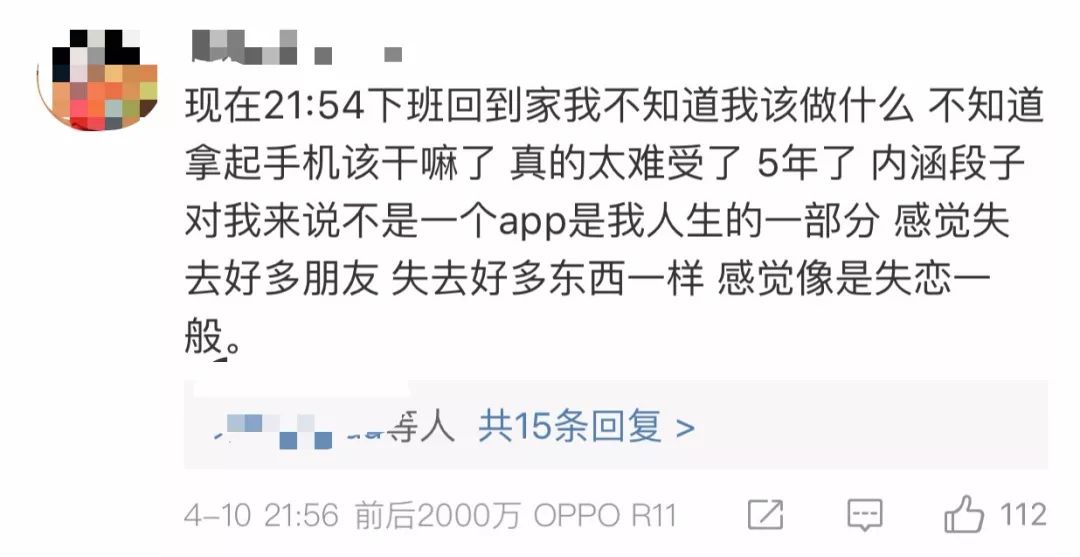 现在21:54下班回到家我不知道我该做什么 不知道
拿起手机该干嘛了 真的太难受了 5年了 内涵段子
对我来说不是一个app是我人生的一部分 感觉失
去好多朋友 失去好多东西一样 感觉像是失恋一
般。
等人 共15条回复 >
4-10 21:56 前后2000万 OPPO R11 112